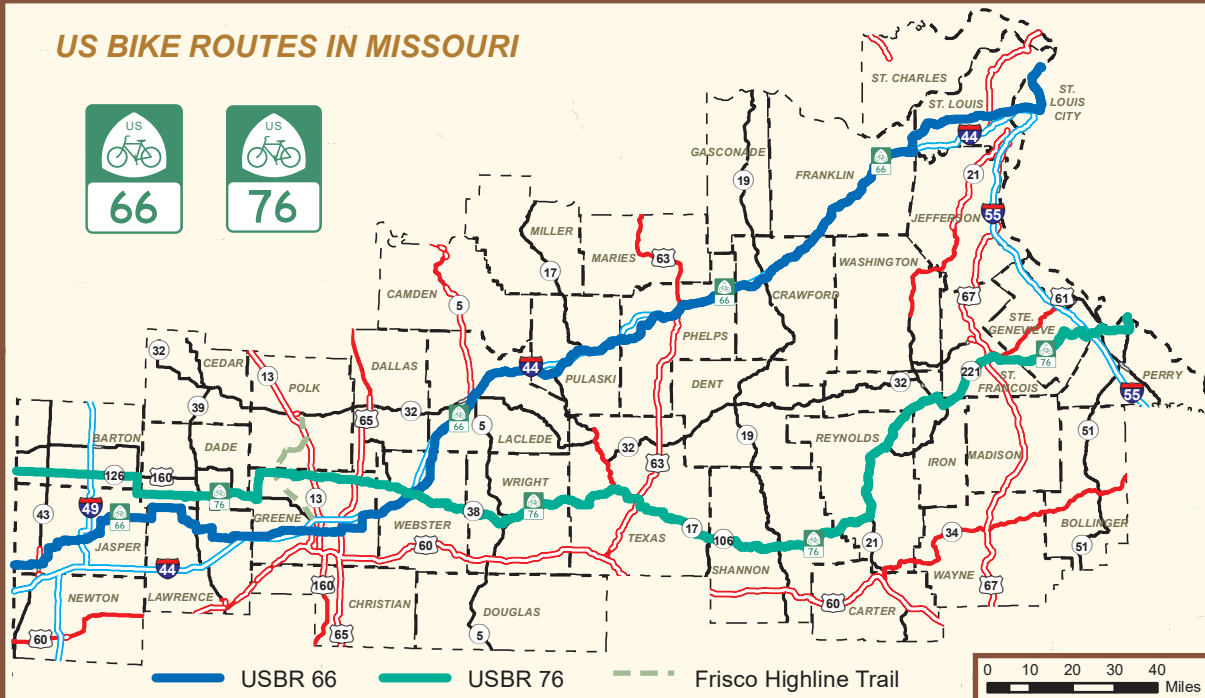 US BIKE ROUTES IN MISSOURI
US
66
US
76
ST. CHARLES
ST. LOUIS
ST.
LOUIS
CITY
44
GASCONADE
66
FRANKLIN
19
21
55
JEFFERSON
MILLER
17
MARIES
63
WASHINGTON
CAMDEN
5
66
CRAWFORD
67
61
STE.
GENEVIEVE
PHELPS
32
CEDAR
13
POLK
DALLAS
44
PULASKI
DENT
32
221
ST.
FRANCOIS
76
PERRY
55
39
65
32
66
5
LACLEDE
32
63
19
REYNOLDS
51
BARTON
DADE
IRON
MADISON
126
160
76
13
WRIGHT
76
49
66
43
GREENE
38
WEBSTER
17
106
76
TEXAS
21
34
BOLLINGER
51
JASPER
60
44
SHANNON
WAYNE
67
NEWTON
LAWRENCE
160
CHRISTIAN
DOUGLAS
60
CARTER
60
65
5
USBR 66
USBR 76
Frisco Highline Trail
0 10 20 30 40
Miles